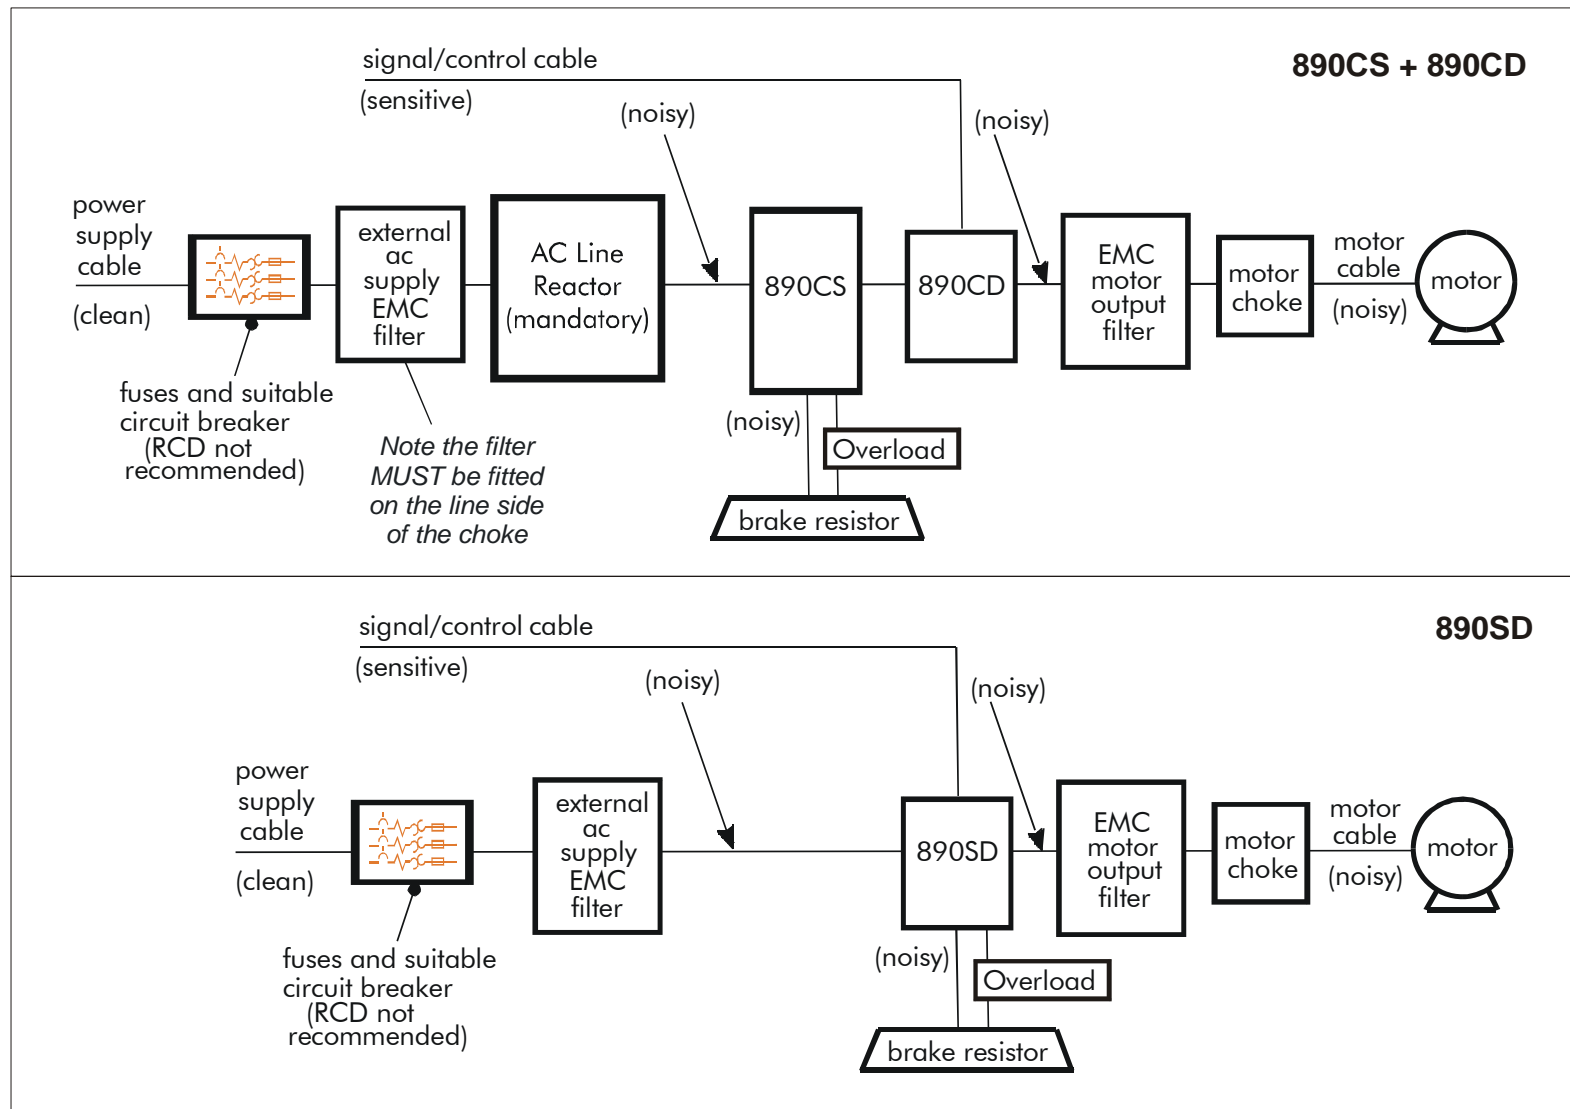 signal/control cable
(sensitive)
890CS + 890CD
(noisy)
(noisy)
power
supply
cable
(clean)
external
ac
supply
EMC
filter
AC Line
Reactor
(mandatory)
890CS
890CD
EMC
motor
output
filter
motor
choke
motor
cable
(noisy)
motor
fuses and suitable
circuit breaker
(RCD not
recommended)
Note the filter
MUST be fitted
on the line side
of the choke
(noisy)
Overload
brake resistor
signal/control cable
(sensitive)
890SD
(noisy)
(noisy)
power
supply
cable
(clean)
external
ac
supply
EMC
filter
890SD
EMC
motor
output
filter
motor
choke
motor
cable
(noisy)
motor
fuses and suitable
circuit breaker
(RCD not
recommended)
(noisy)
Overload
brake resistor